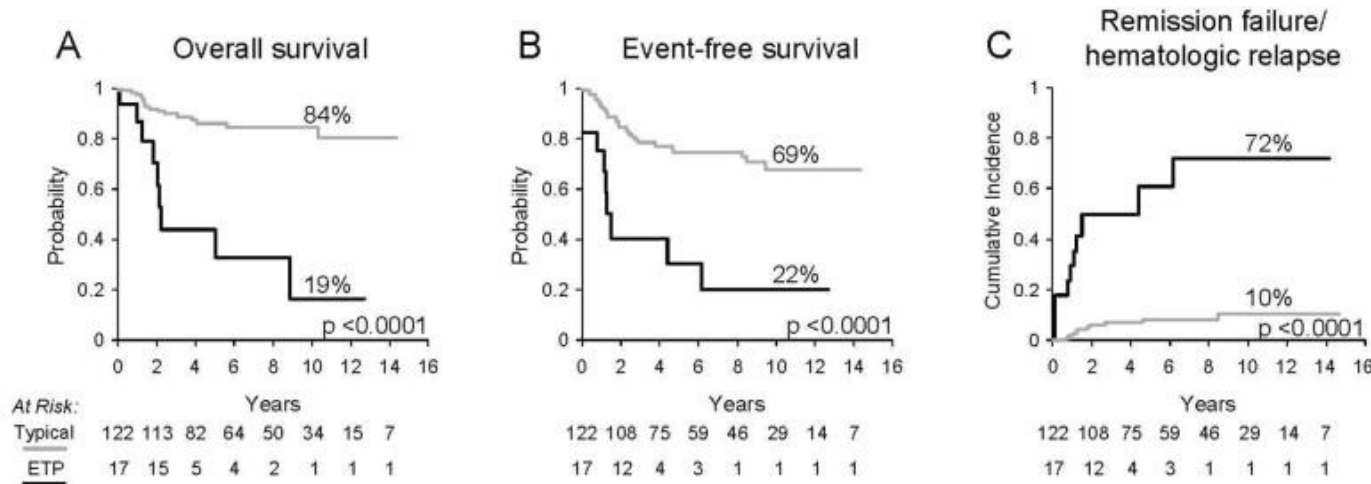 A Overall survival
Probability
1
0.8
0.6
0.4
0.2
0
84%
19%
p <0.0001
0 2 4 6 8 10 12 14 16
Years
B Event-free survival
Probability
1
0.8
0.6
0.4
0.2
0
69%
22%
p <0.0001
0 2 4 6 8 10 12 14 16
Years
C Remission failure/
hematologic relapse
Cumulative Incidence
1
0.8
0.6
0.4
0.2
0
72%
10%
p <0.0001
0 2 4 6 8 10 12 14 16
Years
At Risk:
Typical 122 113 82 64 50 34 15 7 122 108 75 59 46 29 14 7 122 108 75 59 46 29 14 7
ETP 17 15 5 4 2 1 1 1 17 12 4 3 1 1 1 1 17 12 4 3 1 1 1 1